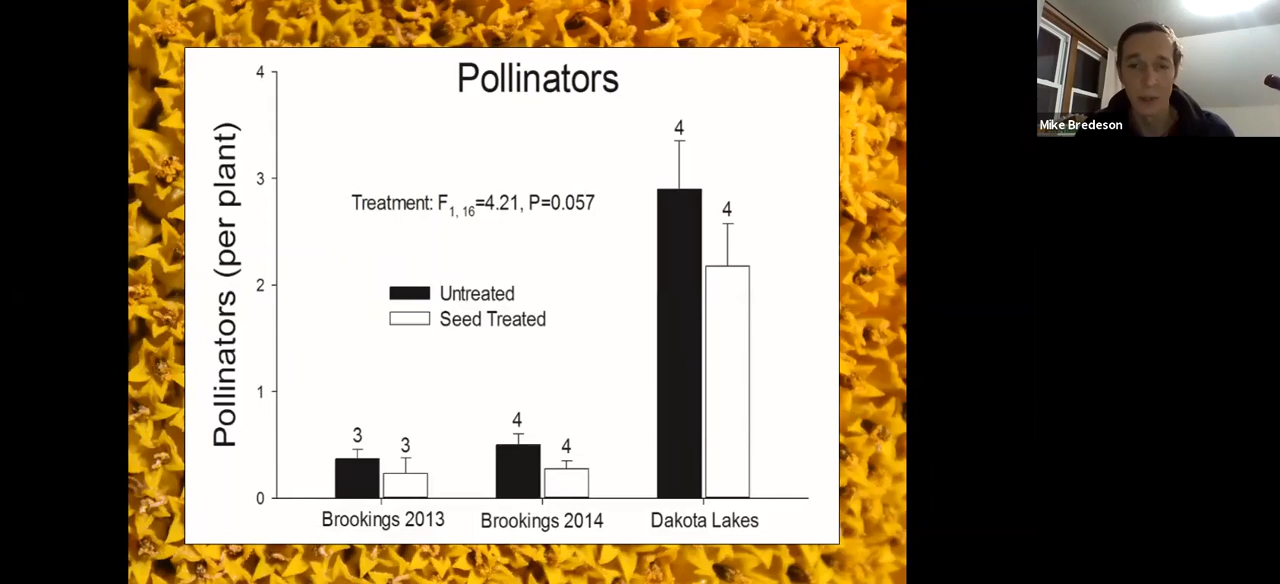 Pollinators
Pollinators (per plant)
4
3
2
1
0
Treatment: F1, 16=4.21, P=0.057
Untreated
Seed Treated
3
3
4
4
4
4
Brookings 2013
Brookings 2014
Dakota Lakes
Mike Bredeson